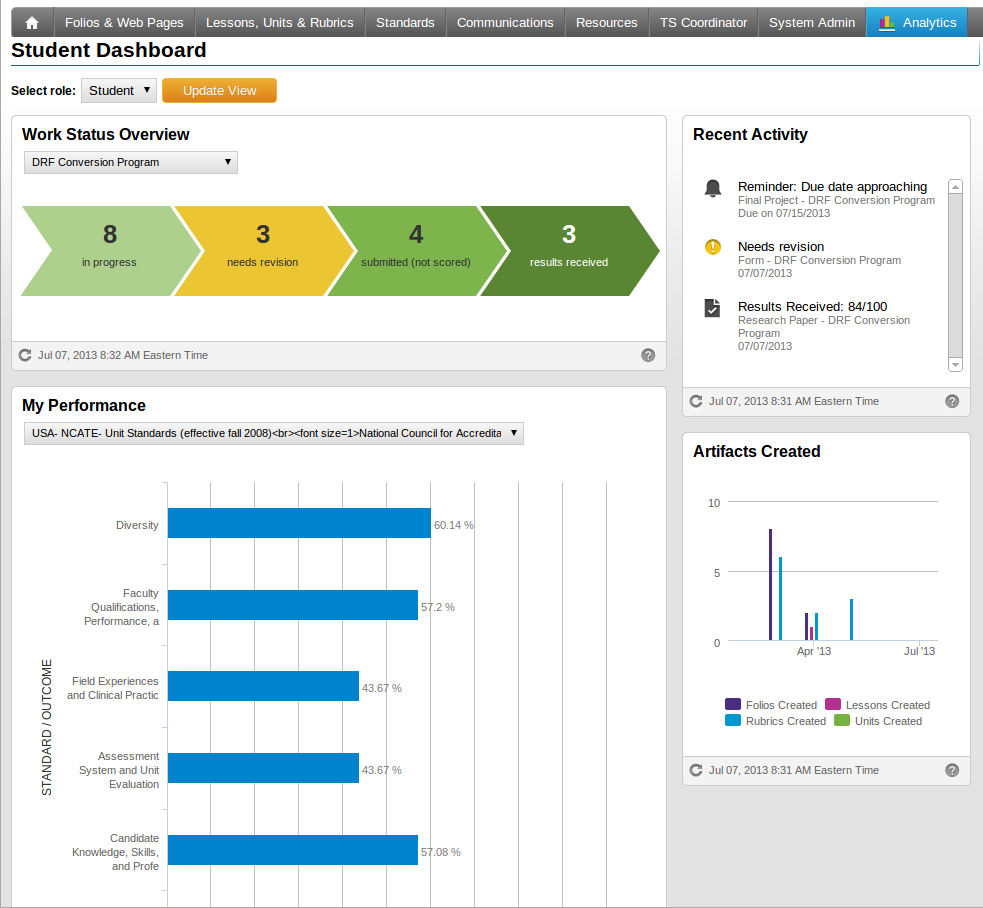 Folios & Web Pages Lessons, Units & Rubrics Standards Communications Resources TS Coordinator System Admin Analytics
Student Dashboard
Select role: Student Update View
Work Status Overview
DRF Conversion Program
8 3 4 3
in progress needs revision submitted (not scored) results received
Jul 07, 2013 8:32 AM Eastern Time ?
My Performance
USA- NCATE- Unit Standards (effective fall 2008)<br><font size=1>National Council for Accredita
STANDARD / OUTCOME
Diversity 60.14 %
Faculty
Qualifications,
Performance, a
57.2 %
Field Experiences
and Clinical Practic
43.67 %
Assessment
System and Unit
Evaluation
43.67 %
Candidate
Knowledge, Skills,
and Profe
57.08 %
Recent Activity
Reminder: Due date approaching
Final Project - DRF Conversion Program
Due on 07/15/2013
Needs revision
Form - DRF Conversion Program
07/07/2013
Results Received: 84/100
Research Paper - DRF Conversion
Program
07/07/2013
Jul 07, 2013 8:31 AM Eastern Time ?
Artifacts Created
10
5
0
Apr '13 Jul '13
Folios Created Lessons Created
Rubrics Created Units Created
Jul 07, 2013 8:31 AM Eastern Time ?